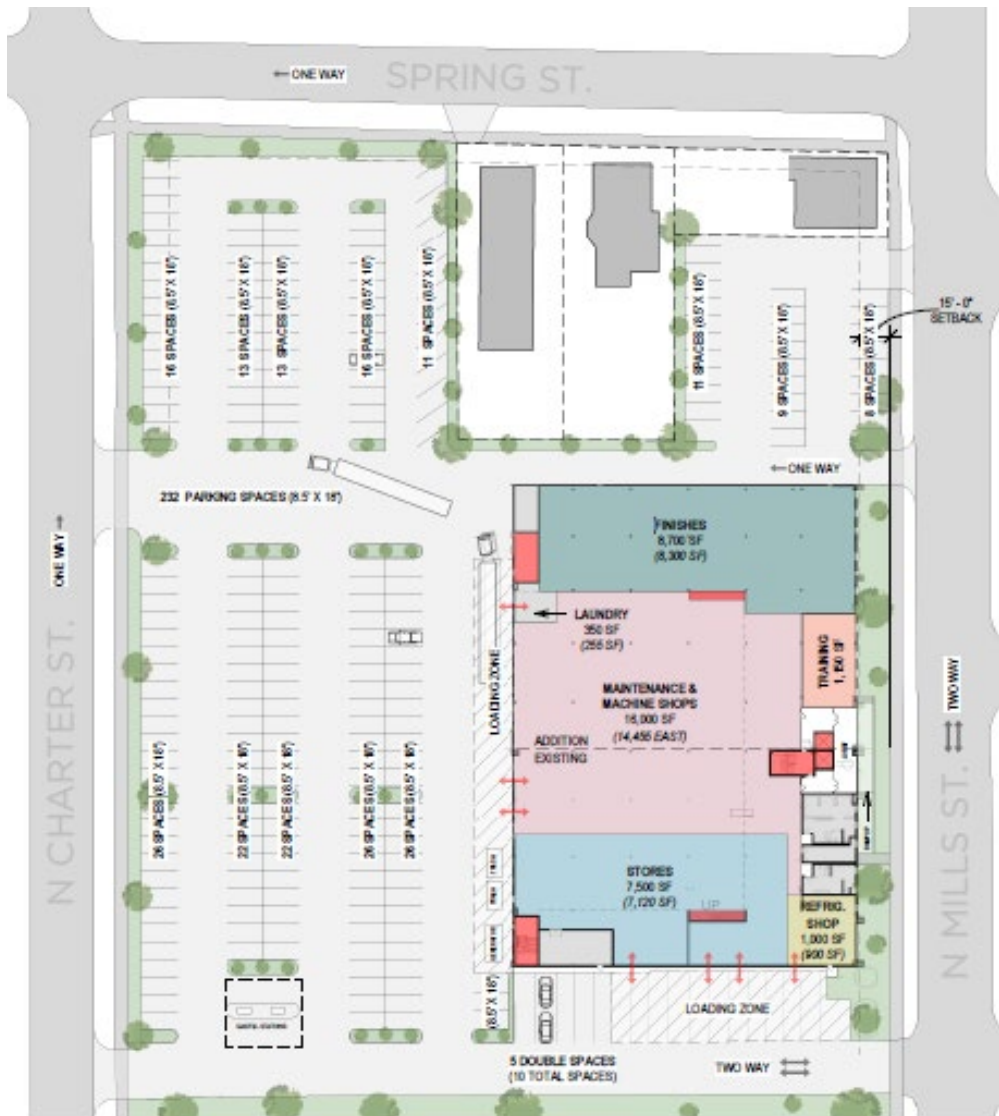 ← ONE WAY
SPRING ST.
16 SPACES (8.5' X 18')
13 SPACES (8.5' X 18')
13 SPACES (8.5' X 18')
16 SPACES (8.5' X 18')
11 SPACES (8.5' X 18')
11 SPACES (8.5' X 18')
9 SPACES (8.5' X 18')
8 SPACES (8.5' X 18')
15' - 0"
SETBACK
← ONE WAY
232 PARKING SPACES (8.5' X 18')
ONE WAY →
N CHARTER ST.
FINISHES
8,700 SF
(8,300 SF)
LAUNDRY
350 SF
(255 SF)
TRAINING
1,150 SF
LOADING ZONE
MAINTENANCE &
MACHINE SHOPS
16,000 SF
(14,455 EAST)
ADDITION
EXISTING
TWO WAY
N MILLS ST.
26 SPACES (8.5' X 18')
22 SPACES (8.5' X 18')
22 SPACES (8.5' X 18')
26 SPACES (8.5' X 18')
26 SPACES (8.5' X 18')
STORES
7,500 SF
(7,120 SF)
UP
REFRIG.
SHOP
1,000 SF
(900 SF)
(8.5' X 18')
LOADING ZONE
5 DOUBLE SPACES
(10 TOTAL SPACES)
TWO WAY